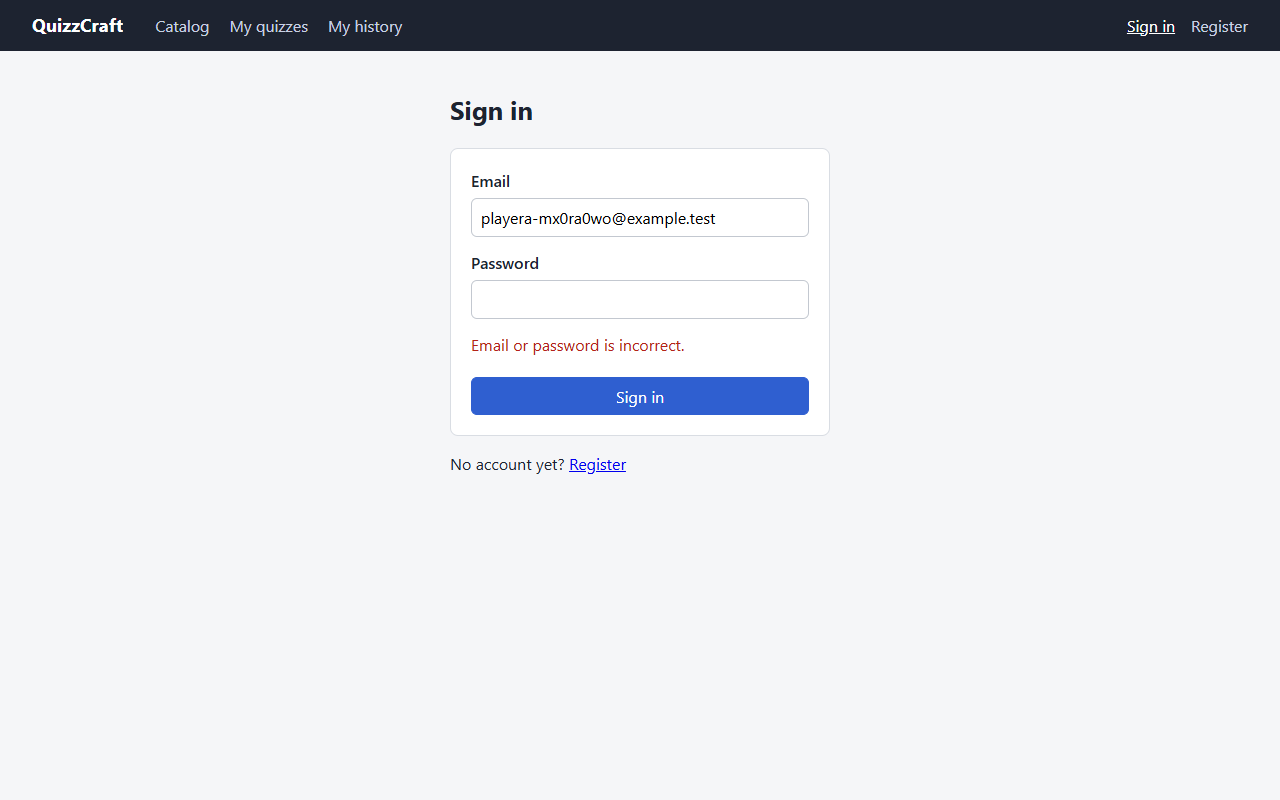 QuizzCraft Catalog My quizzes My history Sign in Register
Sign in
Email
playera-mx0ra0wo@example.test
Password
Email or password is incorrect.
Sign in
No account yet? Register